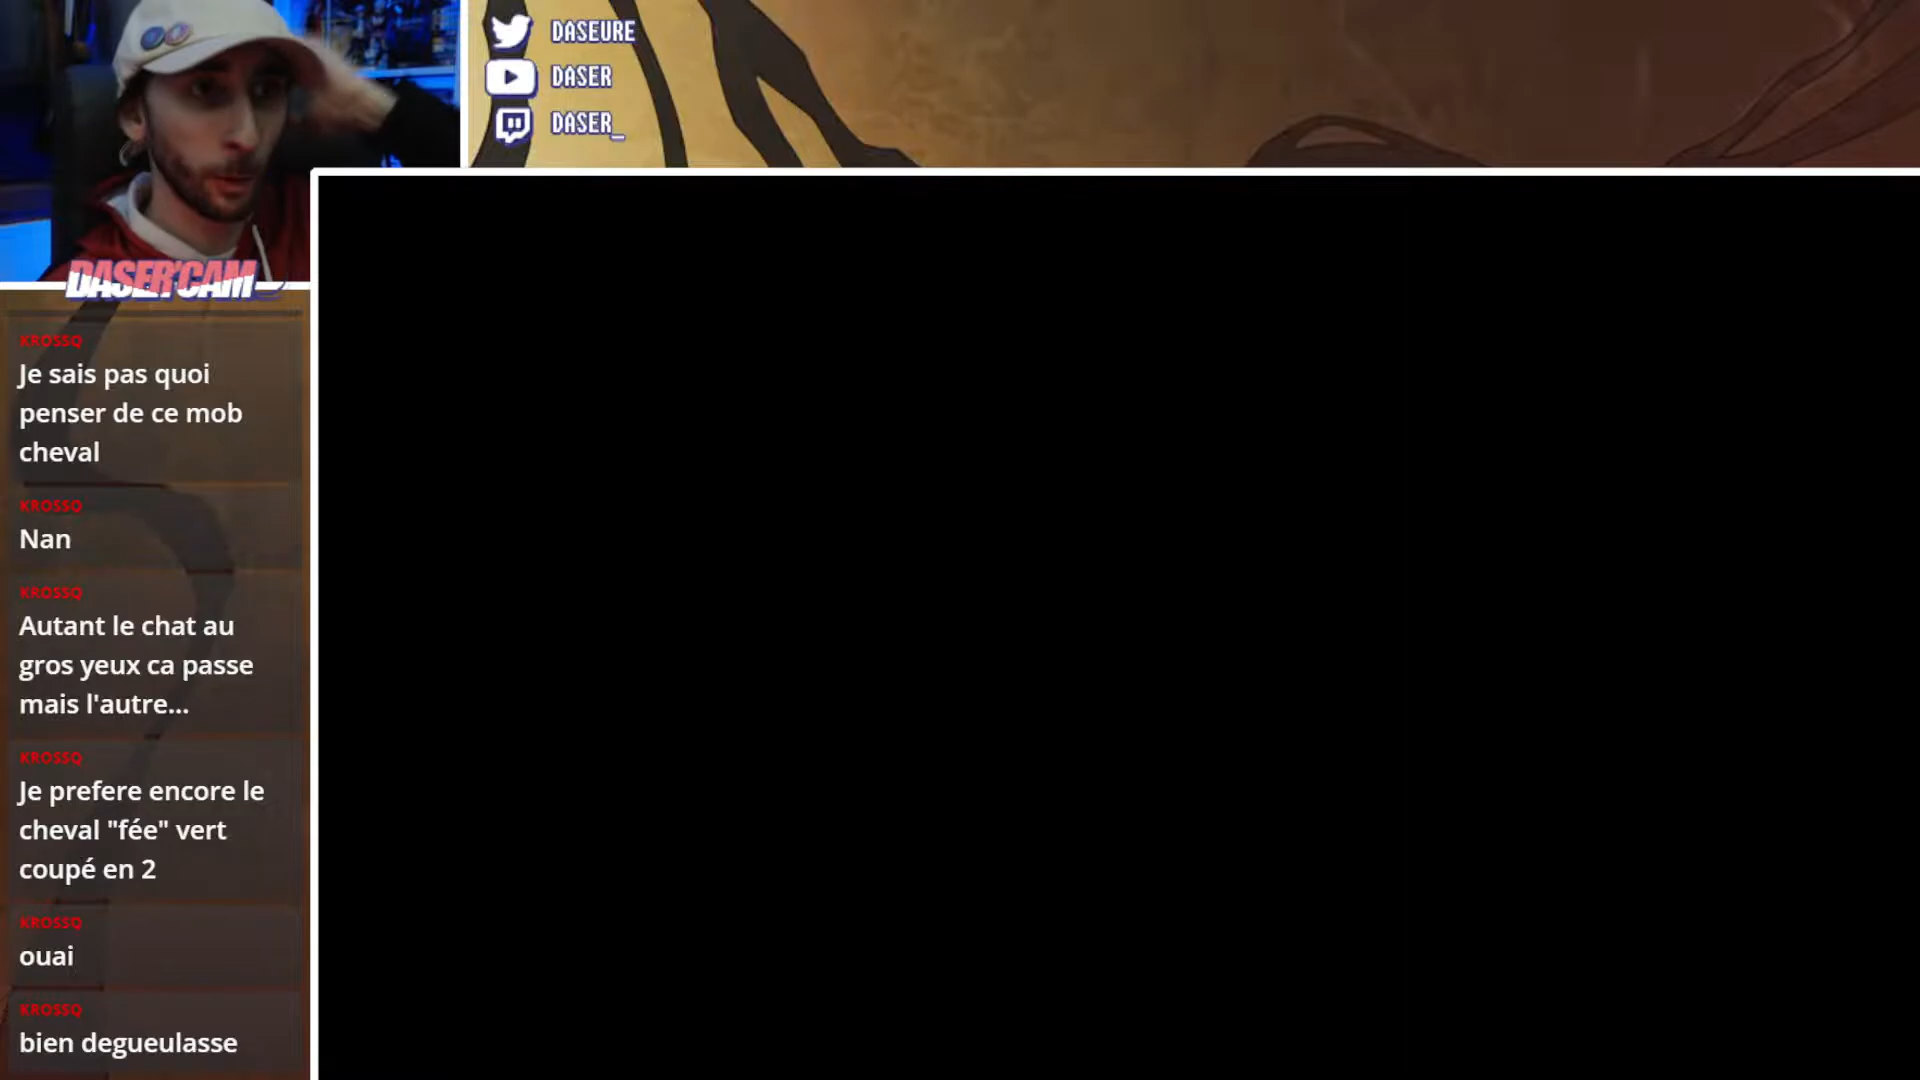 DASEURE
DASER
DASER_
DASER'CAM
KROSSQ
Je sais pas quoi
penser de ce mob
cheval
KROSSQ
Nan
KROSSQ
Autant le chat au
gros yeux ca passe
mais l'autre...
KROSSQ
Je prefere encore le
cheval "fée" vert
coupé en 2
KROSSQ
ouai
KROSSQ
bien degueulasse